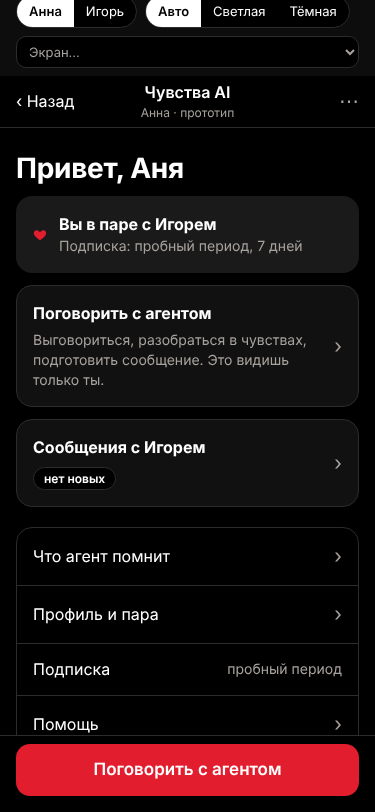 Анна Игорь Авто Светлая Тёмная
Экран...
‹ Назад
Чувства AI
Анна · прототип
Привет, Аня
Вы в паре с Игорем
Подписка: пробный период, 7 дней
Поговорить с агентом
Выговориться, разобраться в чувствах,
подготовить сообщение. Это видишь
только ты.
Сообщения с Игорем
нет новых
Что агент помнит
Профиль и пара
Подписка пробный период
Помощь
Поговорить с агентом